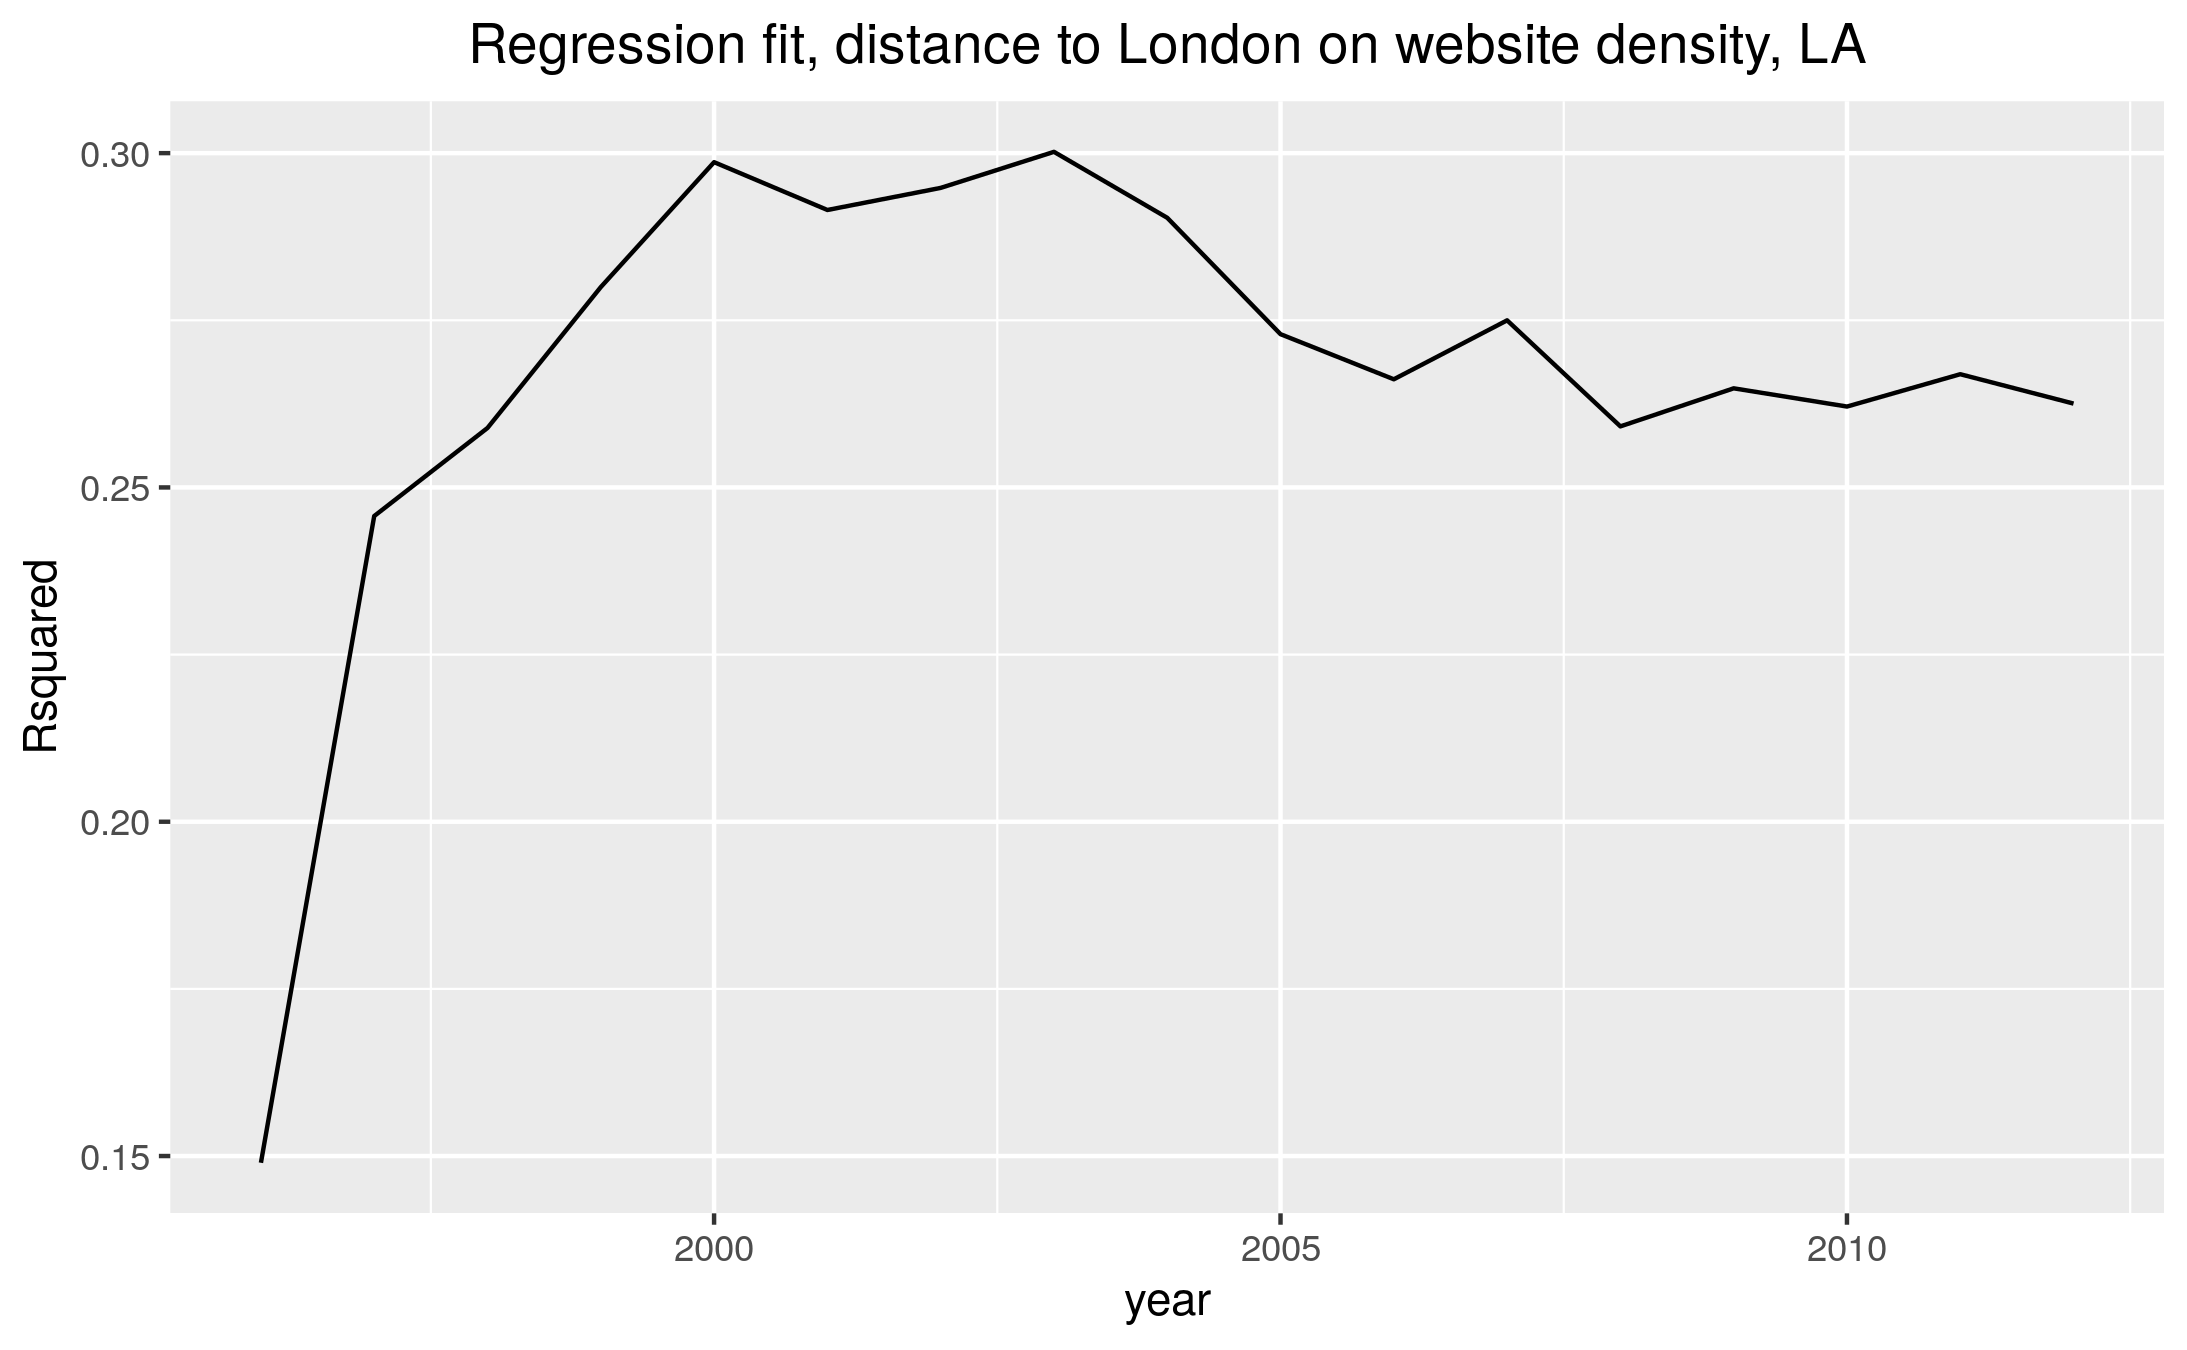 Regression fit, distance to London on website density, LA
0.30
0.25
0.20
0.15
Rsquared
2000 2005 2010
year